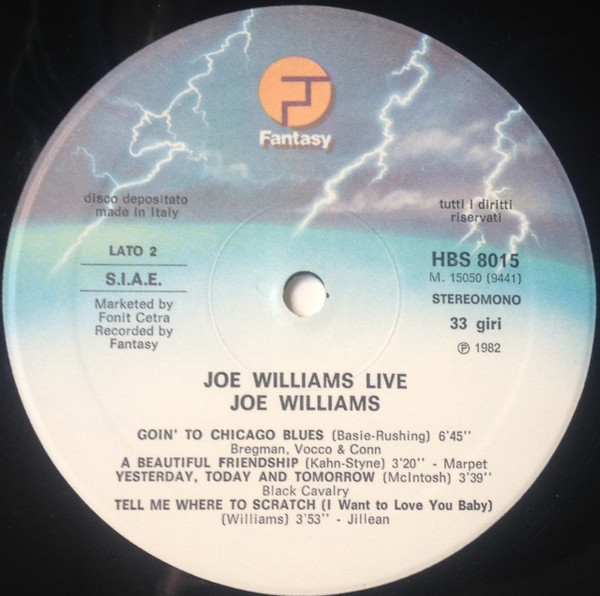 Fantasy
disco depositato
made in Italy
tutti i diritti
riservati
LATO 2
S.I.A.E.
Marketed by
Fonit Cetra
Recorded by
Fantasy
HBS 8015
M. 15050 (9441)
STEREOMONO
33 giri
℗ 1982
JOE WILLIAMS LIVE
JOE WILLIAMS
GOIN' TO CHICAGO BLUES (Basie-Rushing) 6'45"
Bregman, Vocco & Conn
A BEAUTIFUL FRIENDSHIP (Kahn-Styne) 3'20" - Marpet
YESTERDAY, TODAY AND TOMORROW (McIntosh) 3'39"
Black Cavalry
TELL ME WHERE TO SCRATCH (I Want to Love You Baby)
(Williams) 3'53" - Jillean